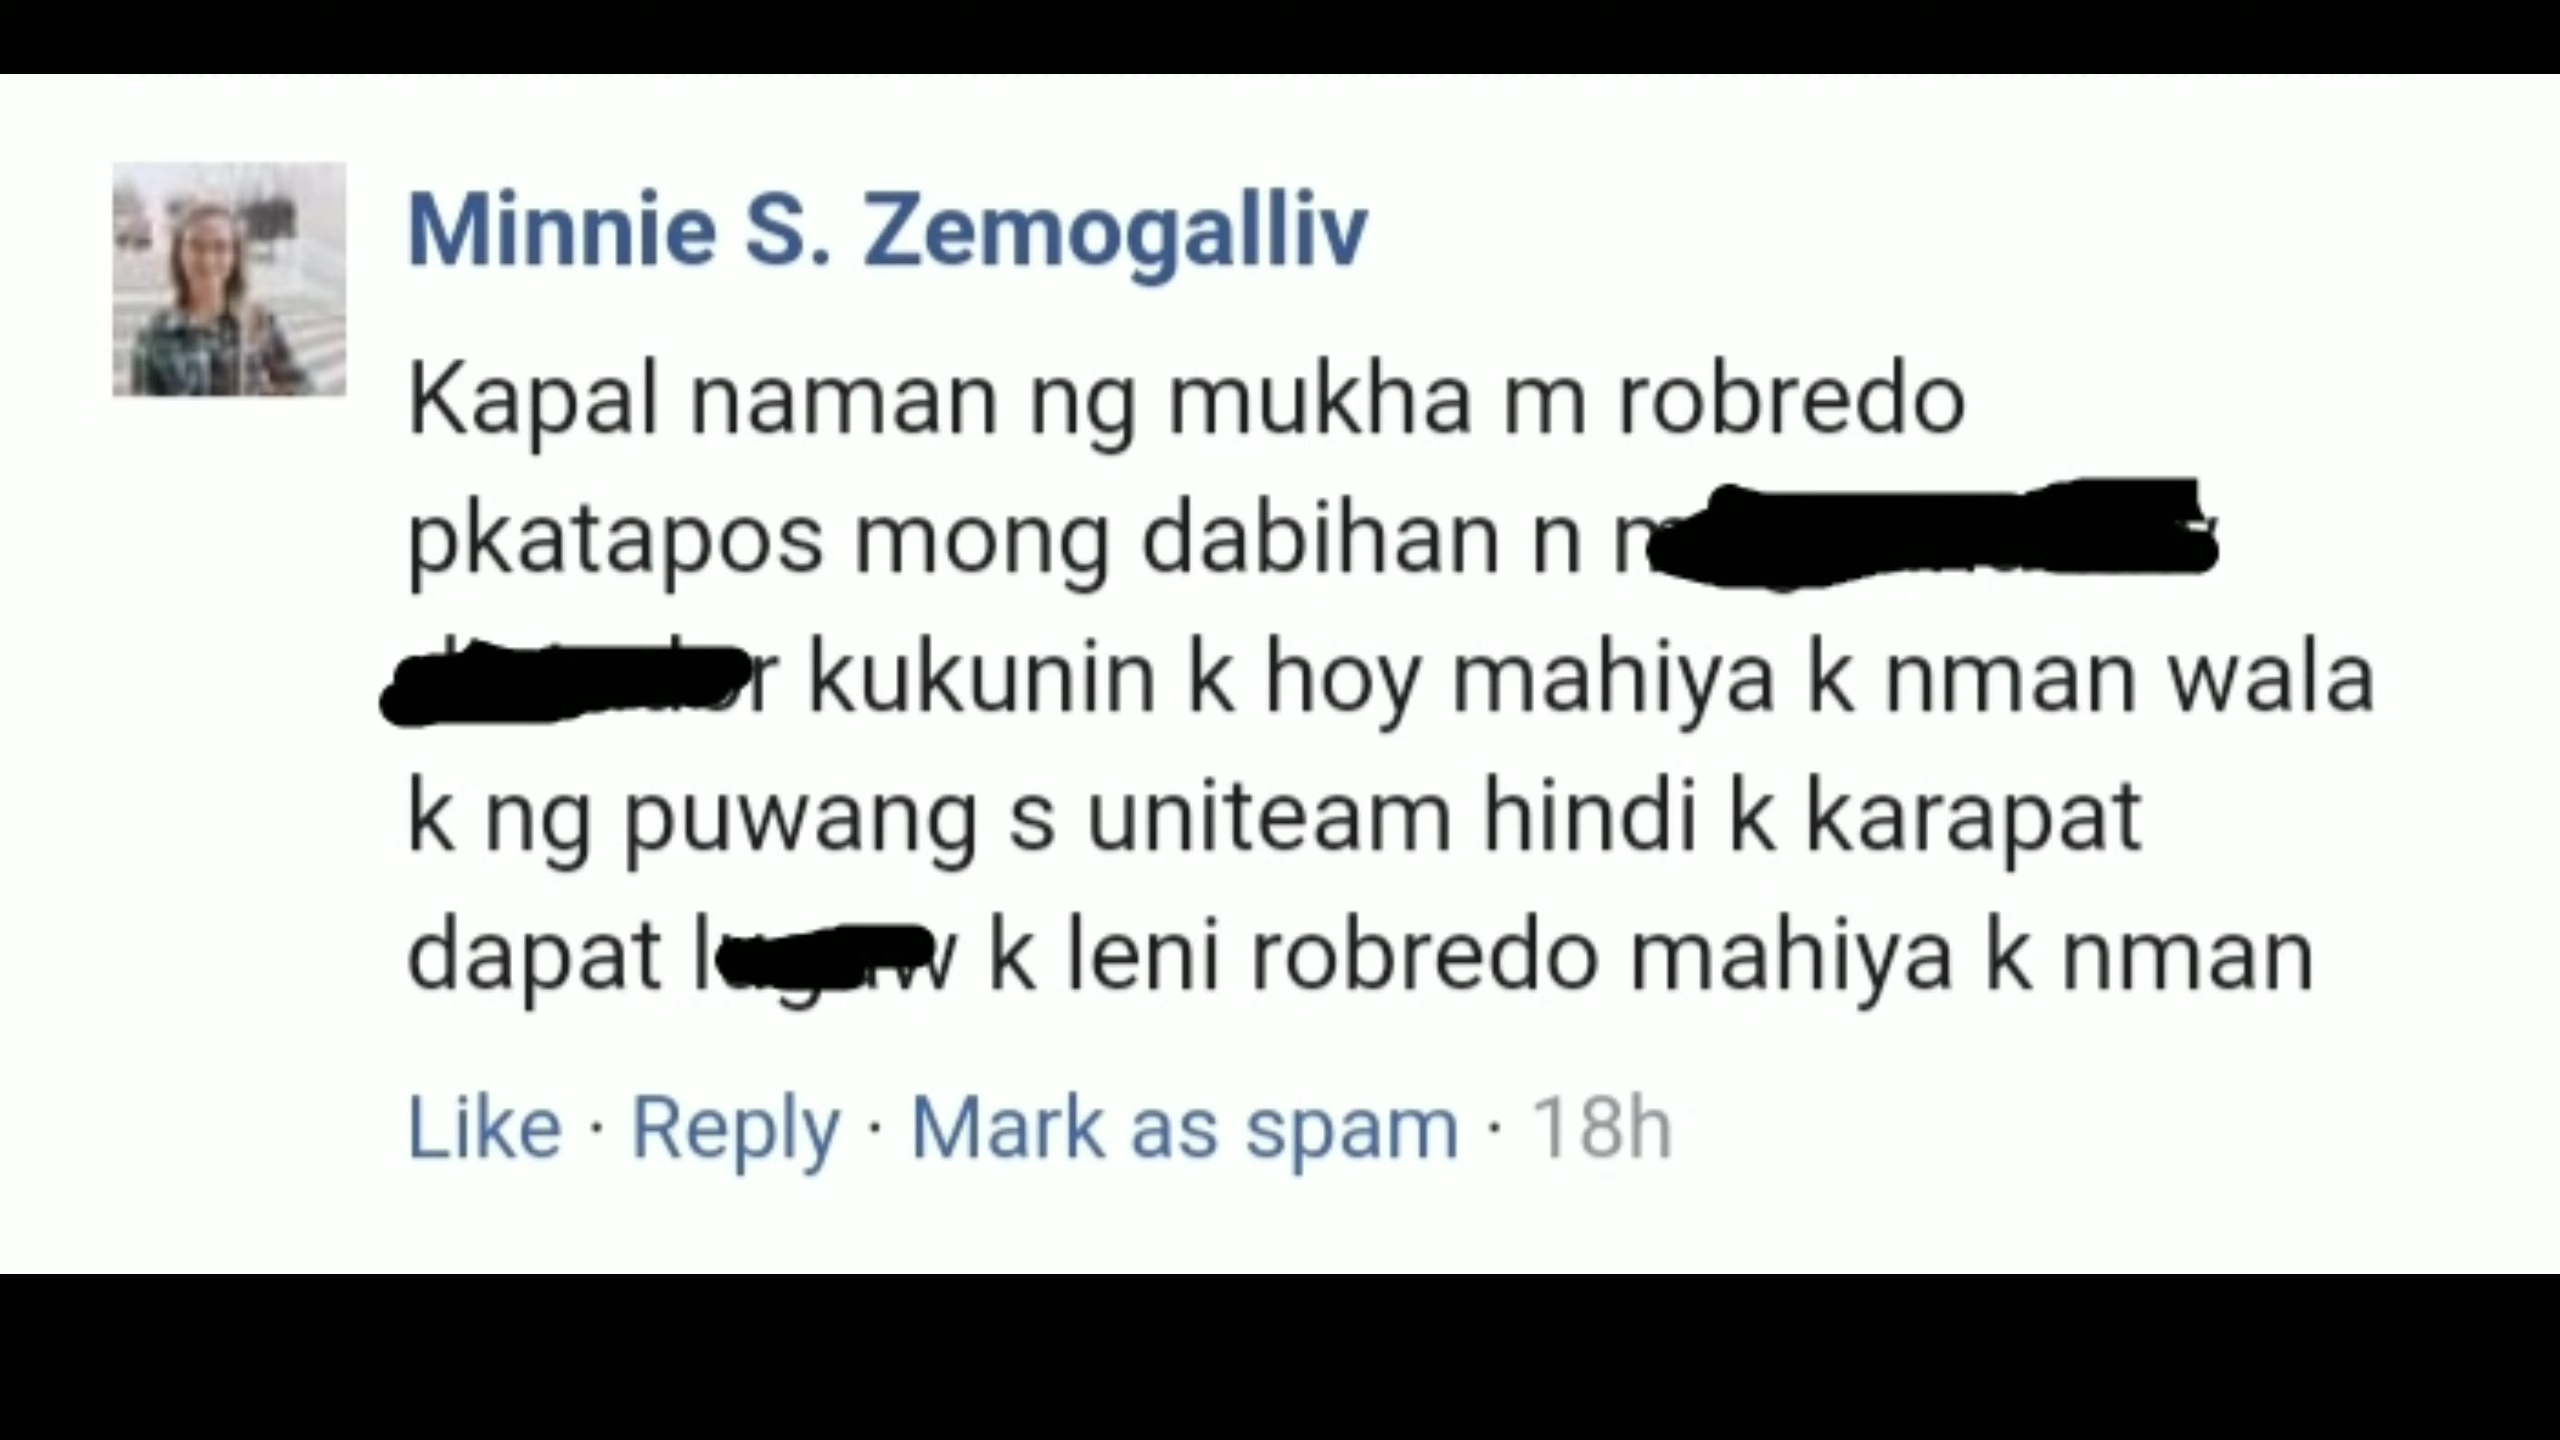 Minnie S. Zemogalliv
Kapal naman ng mukha m robredo
pkatapos mong dabihan n
kukunin k hoy mahiya k nman wala
k ng puwang s uniteam hindi k karapat
dapat k leni robredo mahiya k nman
Like · Reply · Mark as spam · 18h